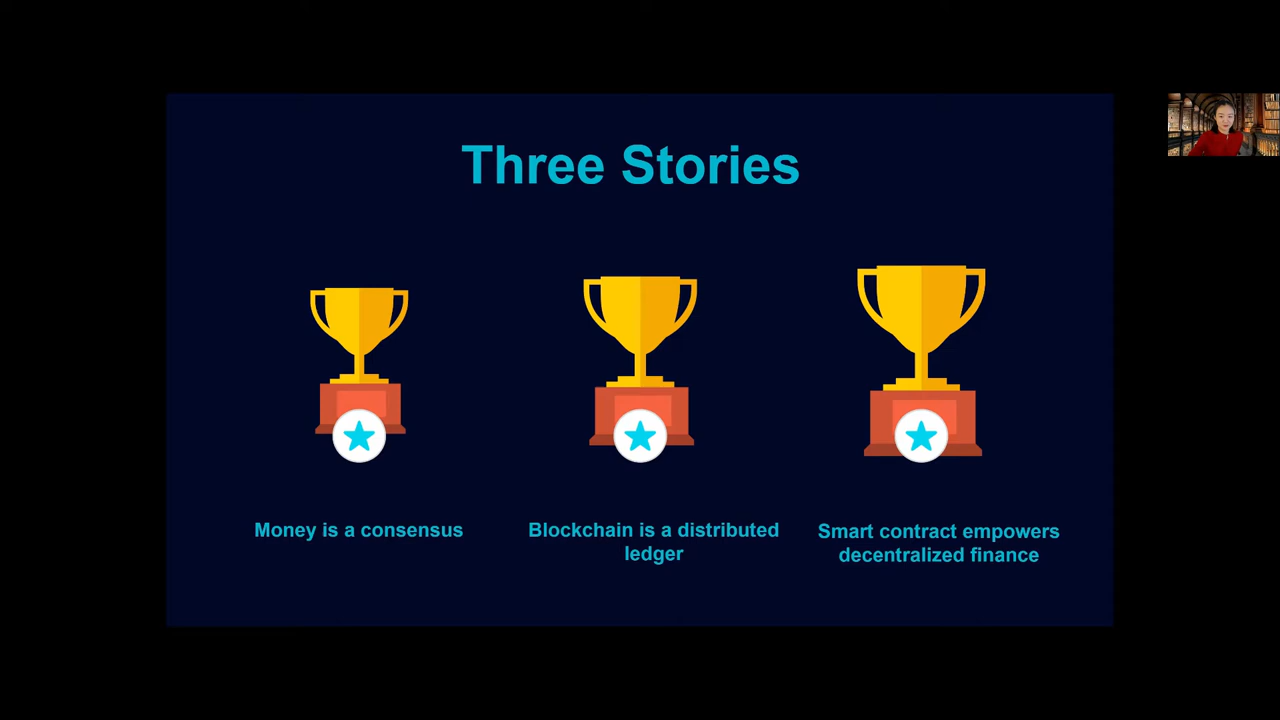 Three Stories
Money is a consensus
Blockchain is a distributed
ledger
Smart contract empowers
decentralized finance